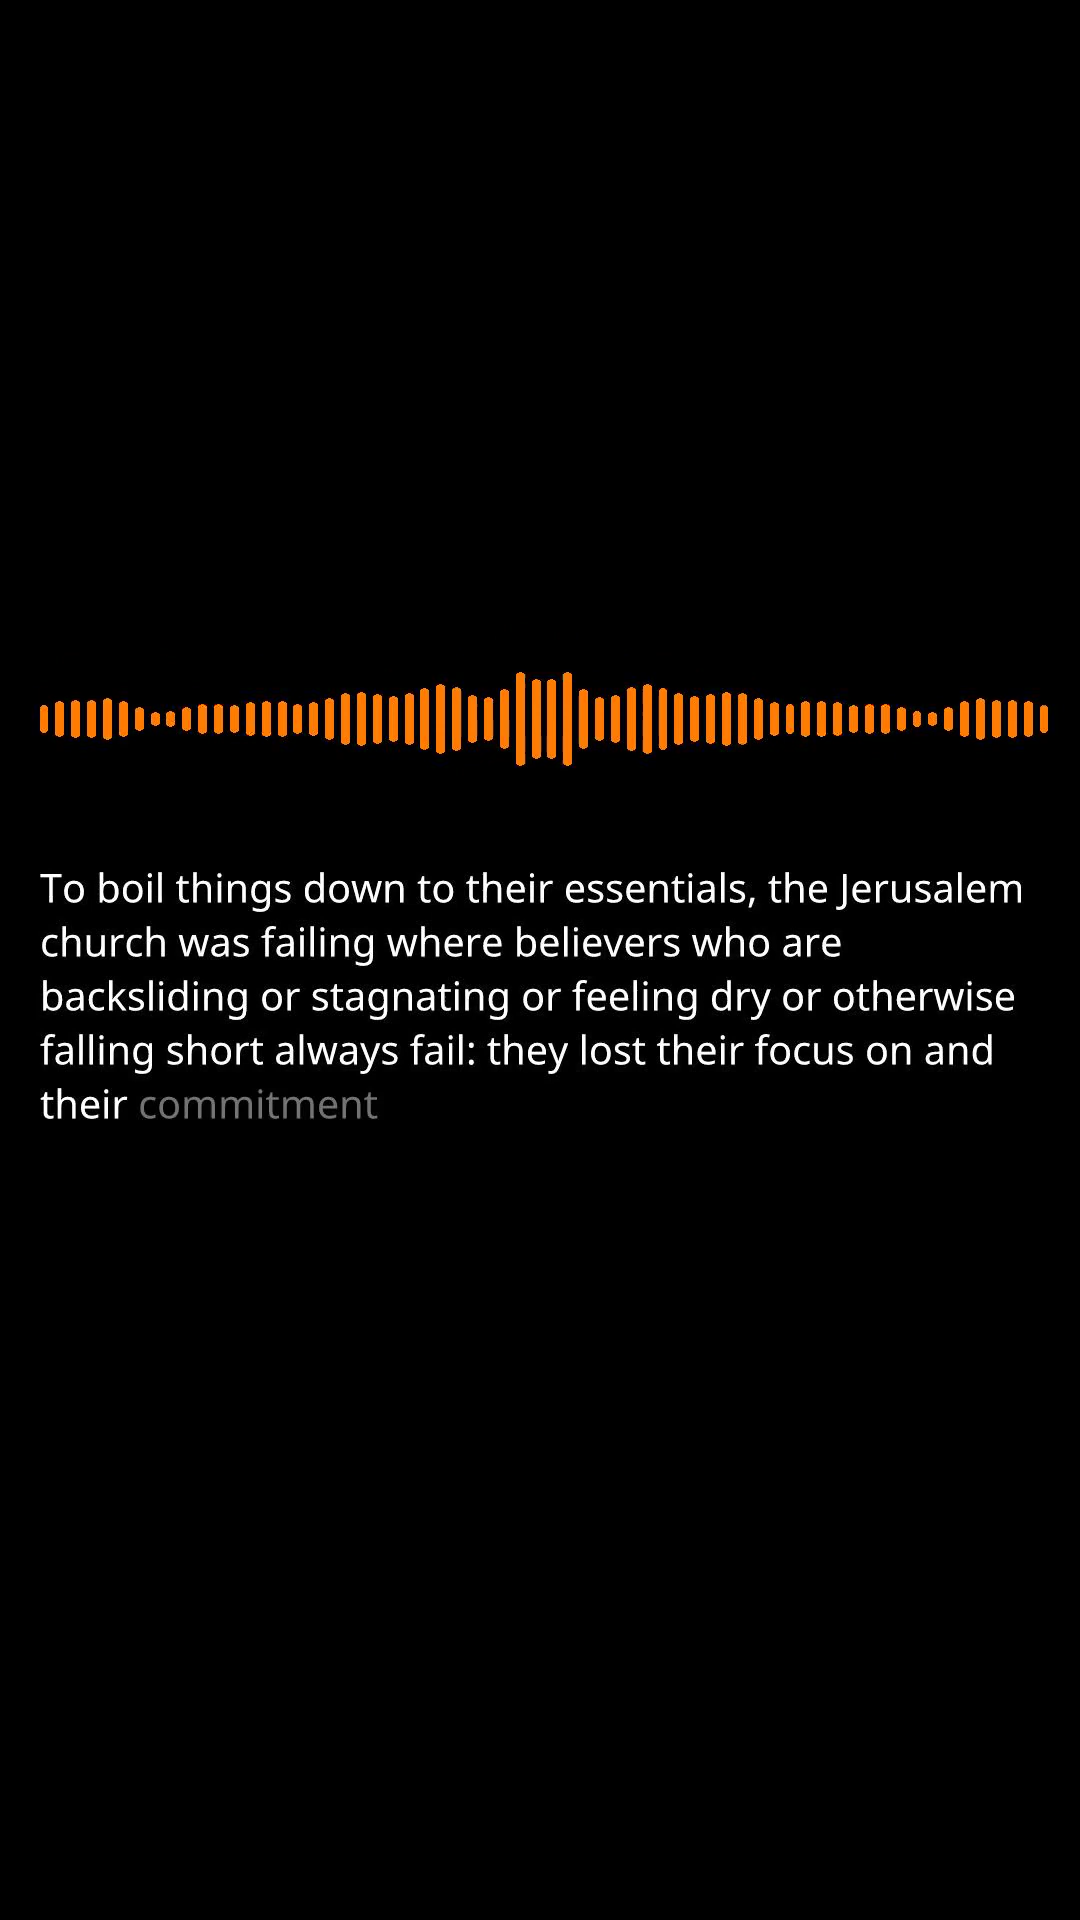 To boil things down to their essentials, the Jerusalem
church was failing where believers who are
backsliding or stagnating or feeling dry or otherwise
falling short always fail: they lost their focus on and
their commitment